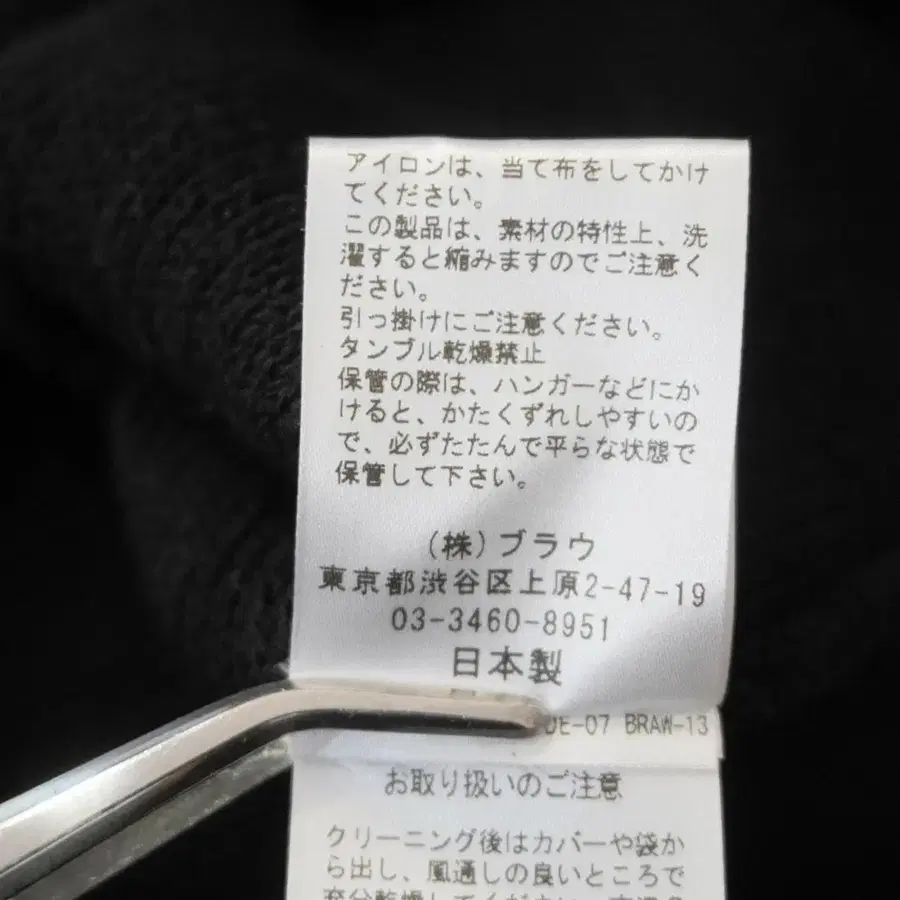 アイロンは、当て布をしてかけ
てください。
この製品は、素材の特性上、洗
濯すると縮みますのでご注意く
ださい。
引っ掛けにご注意ください。
タンブル乾燥禁止
保管の際は、ハンガーなどにか
けると、かたくずれしやすいの
で、必ずたたんで平らな状態で
保管して下さい。
(株)ブラウ
東京都渋谷区上原2-47-19
03-3460-8951
日本製
DE-07 BRAW-13
お取り扱いのご注意
クリーニング後はカバーや袋か
ら出し、風通しの良いところで